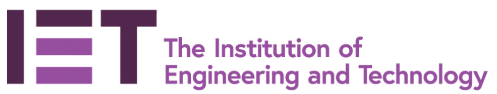 IET
The Institution of
Engineering and Technology